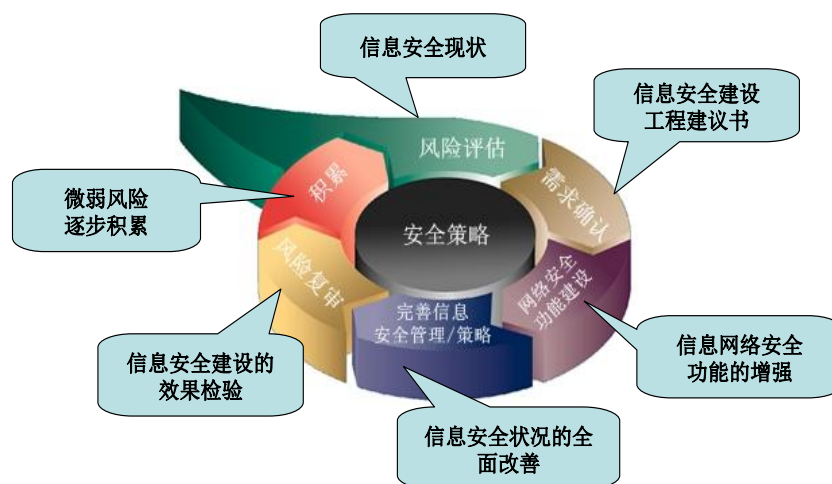 信息安全现状
信息安全建设
工程建议书
风险评估
需求确认
积累
微弱风险
逐步积累
安全策略
风险复审
网络安全
功能建设
完善信息
安全管理/策略
信息安全建设的
效果检验
信息网络安全
功能的增强
信息安全状况的全
面改善